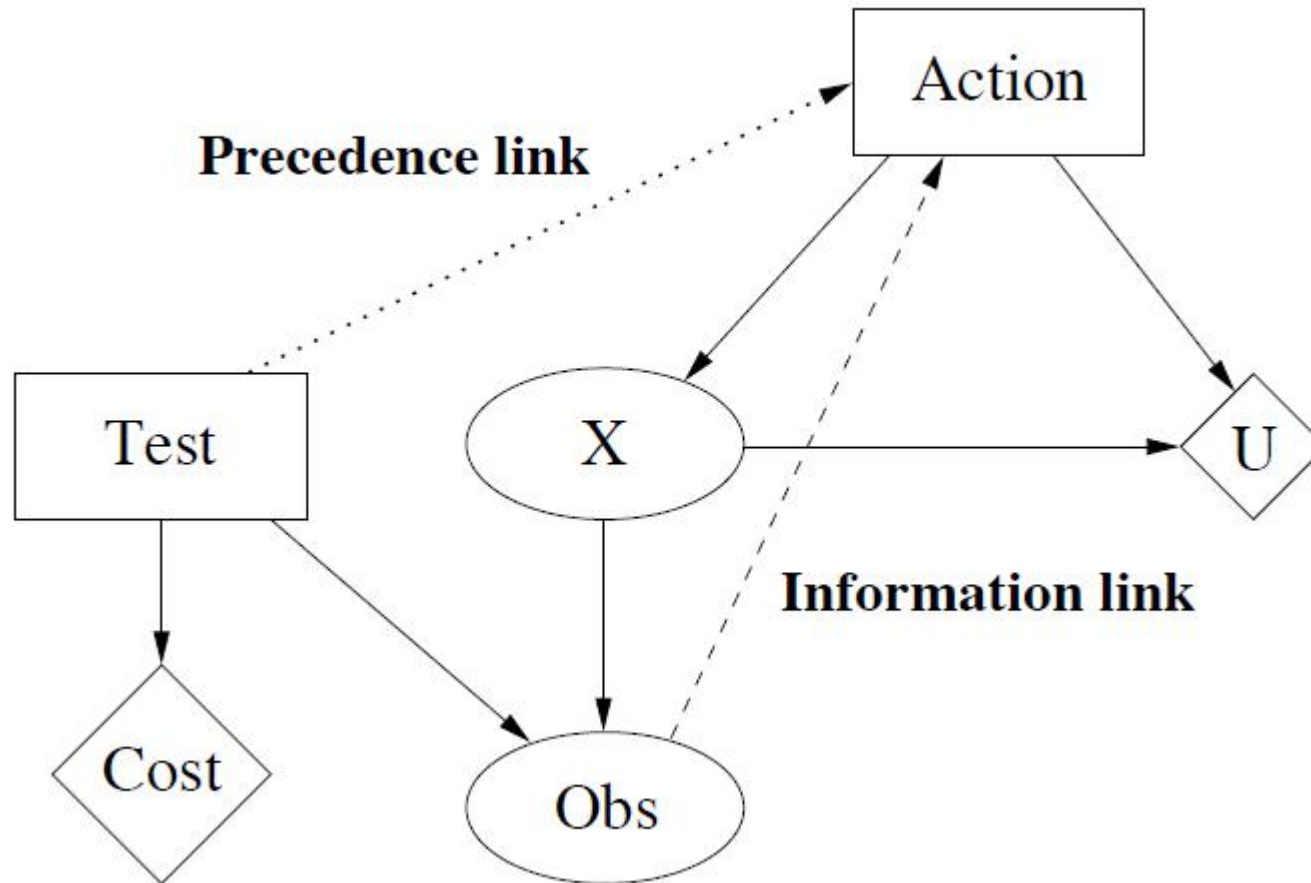 Action
Precedence link
Test
X
U
Information link
Cost
Obs